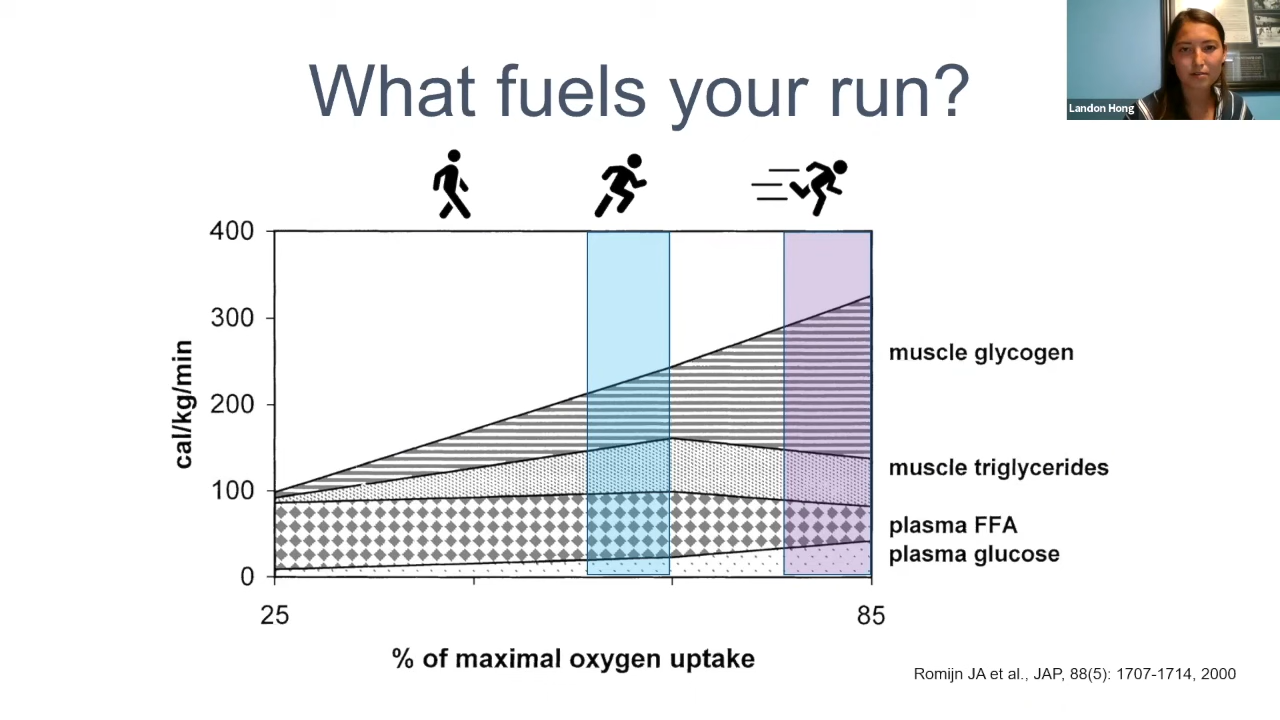 What fuels your run?
Landon Hong
400
300
200
100
0
cal/kg/min
muscle glycogen
muscle triglycerides
plasma FFA
plasma glucose
25
85
% of maximal oxygen uptake
Romijn JA et al., JAP, 88(5): 1707-1714, 2000